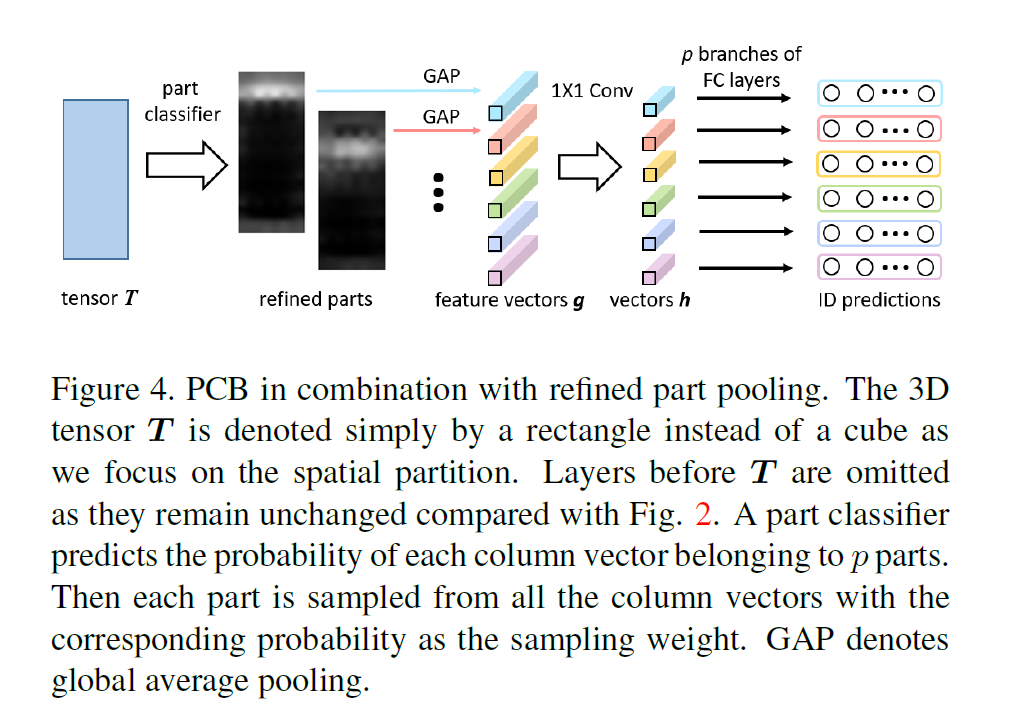 part
classifier
GAP
GAP
1X1 Conv
p branches of
FC layers
tensor T
refined parts
feature vectors g
vectors h
ID predictions
Figure 4. PCB in combination with refined part pooling. The 3D
tensor T is denoted simply by a rectangle instead of a cube as
we focus on the spatial partition. Layers before T are omitted
as they remain unchanged compared with Fig. 2. A part classifier
predicts the probability of each column vector belonging to p parts.
Then each part is sampled from all the column vectors with the
corresponding probability as the sampling weight. GAP denotes
global average pooling.